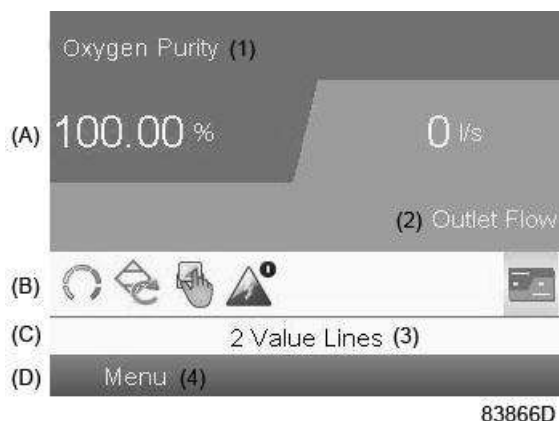 Oxygen Purity (1)
(A) 100.00 % 0 l/s
(2) Outlet Flow
(B)
(C) 2 Value Lines (3)
(D) Menu (4)
83866D